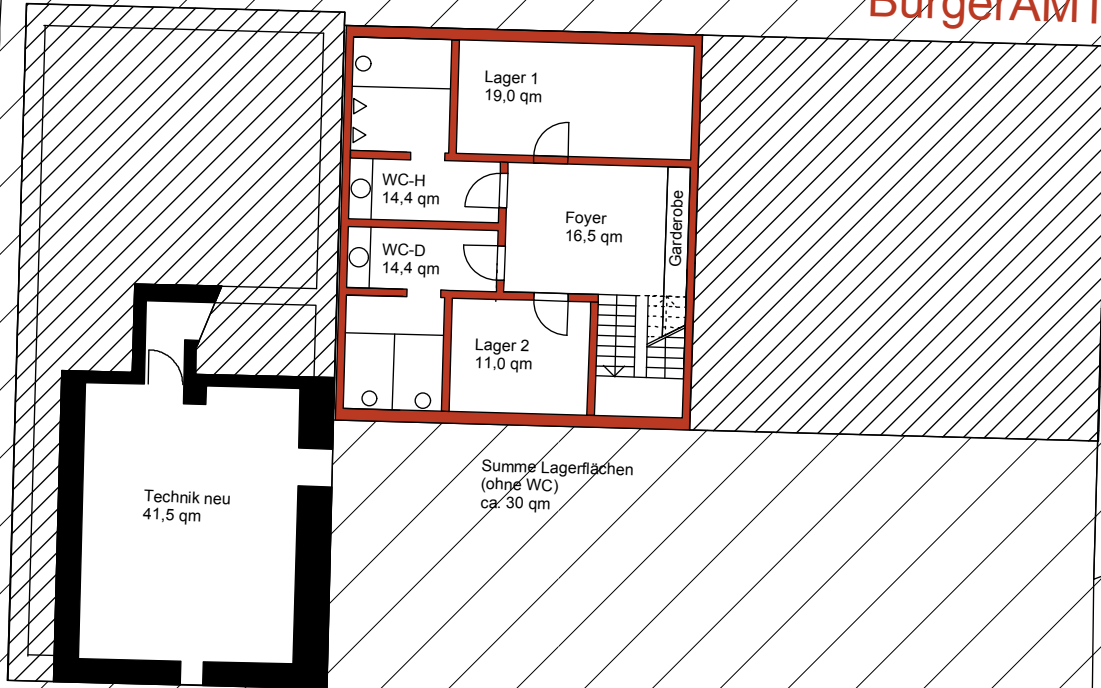 BürgerAMT
Lager 1
19,0 qm
WC-H
14,4 qm
Foyer
16,5 qm
Garderobe
WC-D
14,4 qm
Lager 2
11,0 qm
Summe Lagerflächen
(ohne WC)
ca. 30 qm
Technik neu
41,5 qm